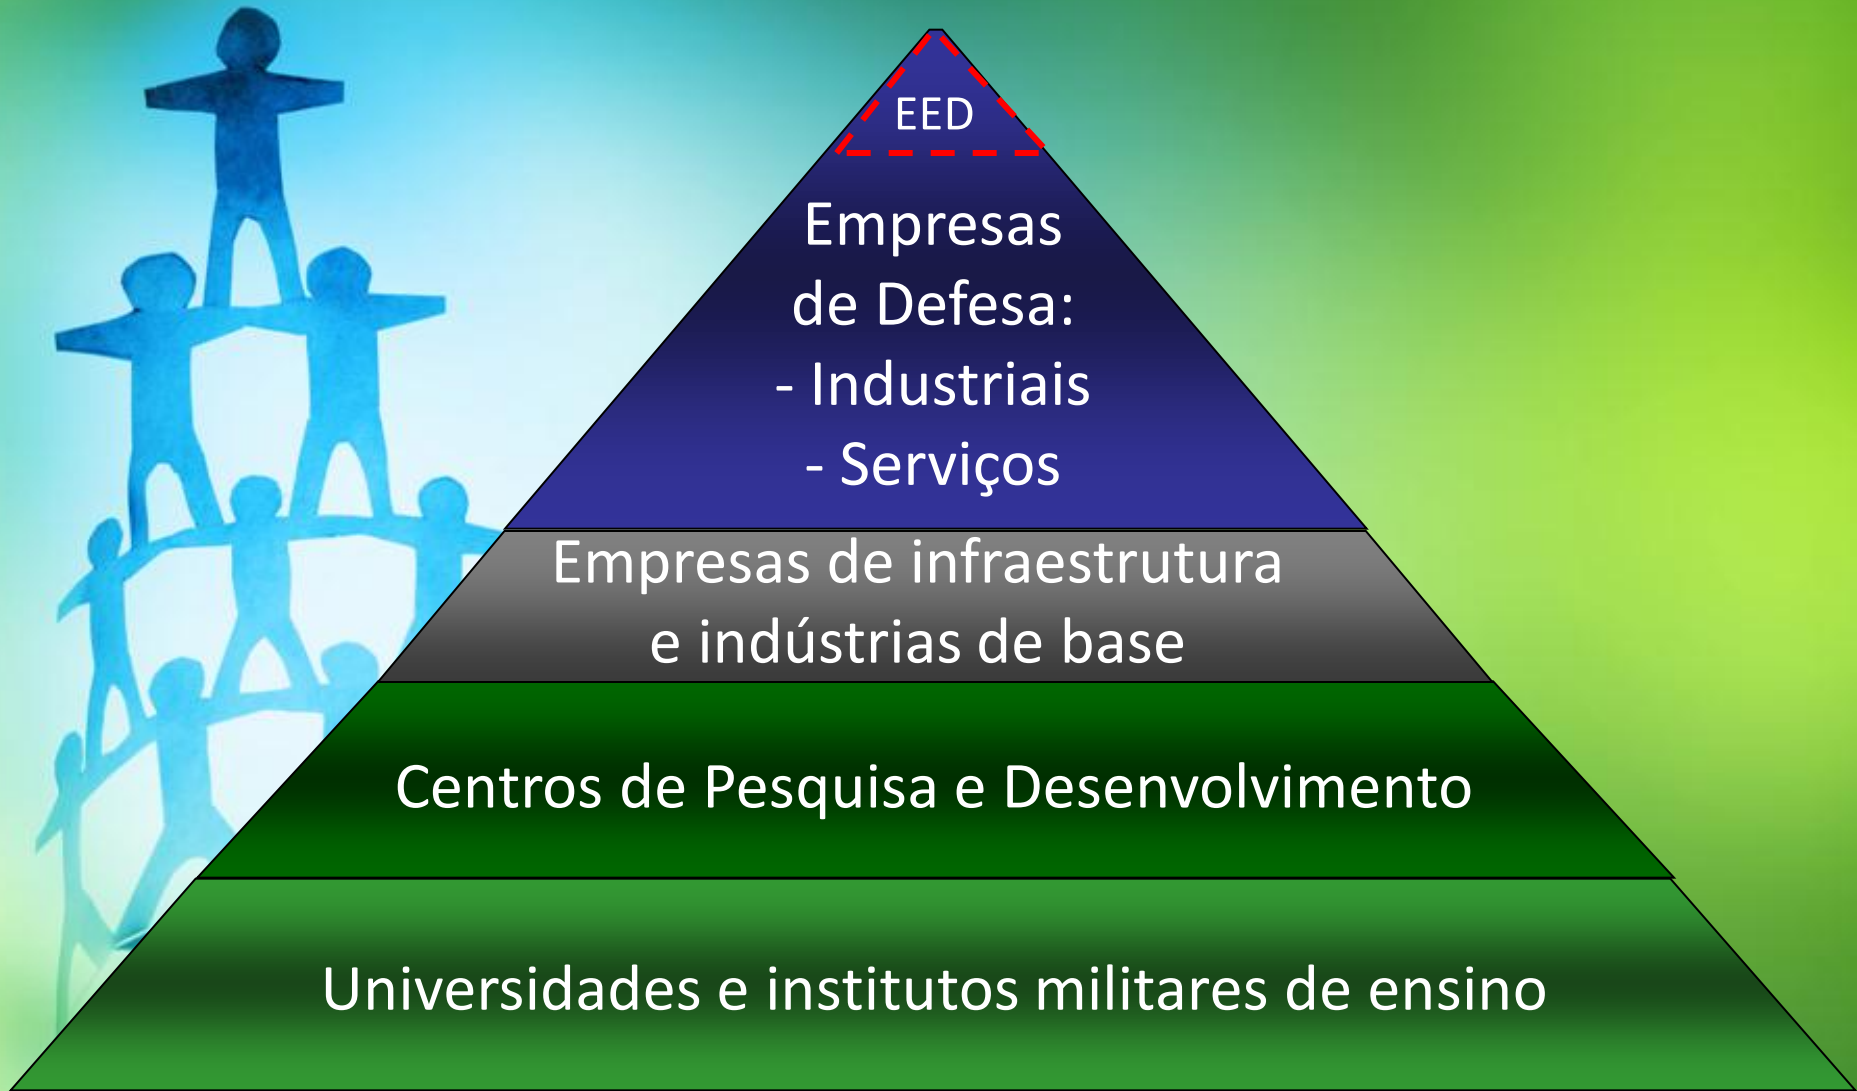 EED
Empresas
de Defesa:
- Industriais
- Serviços
Empresas de infraestrutura
e indústrias de base
Centros de Pesquisa e Desenvolvimento
Universidades e institutos militares de ensino